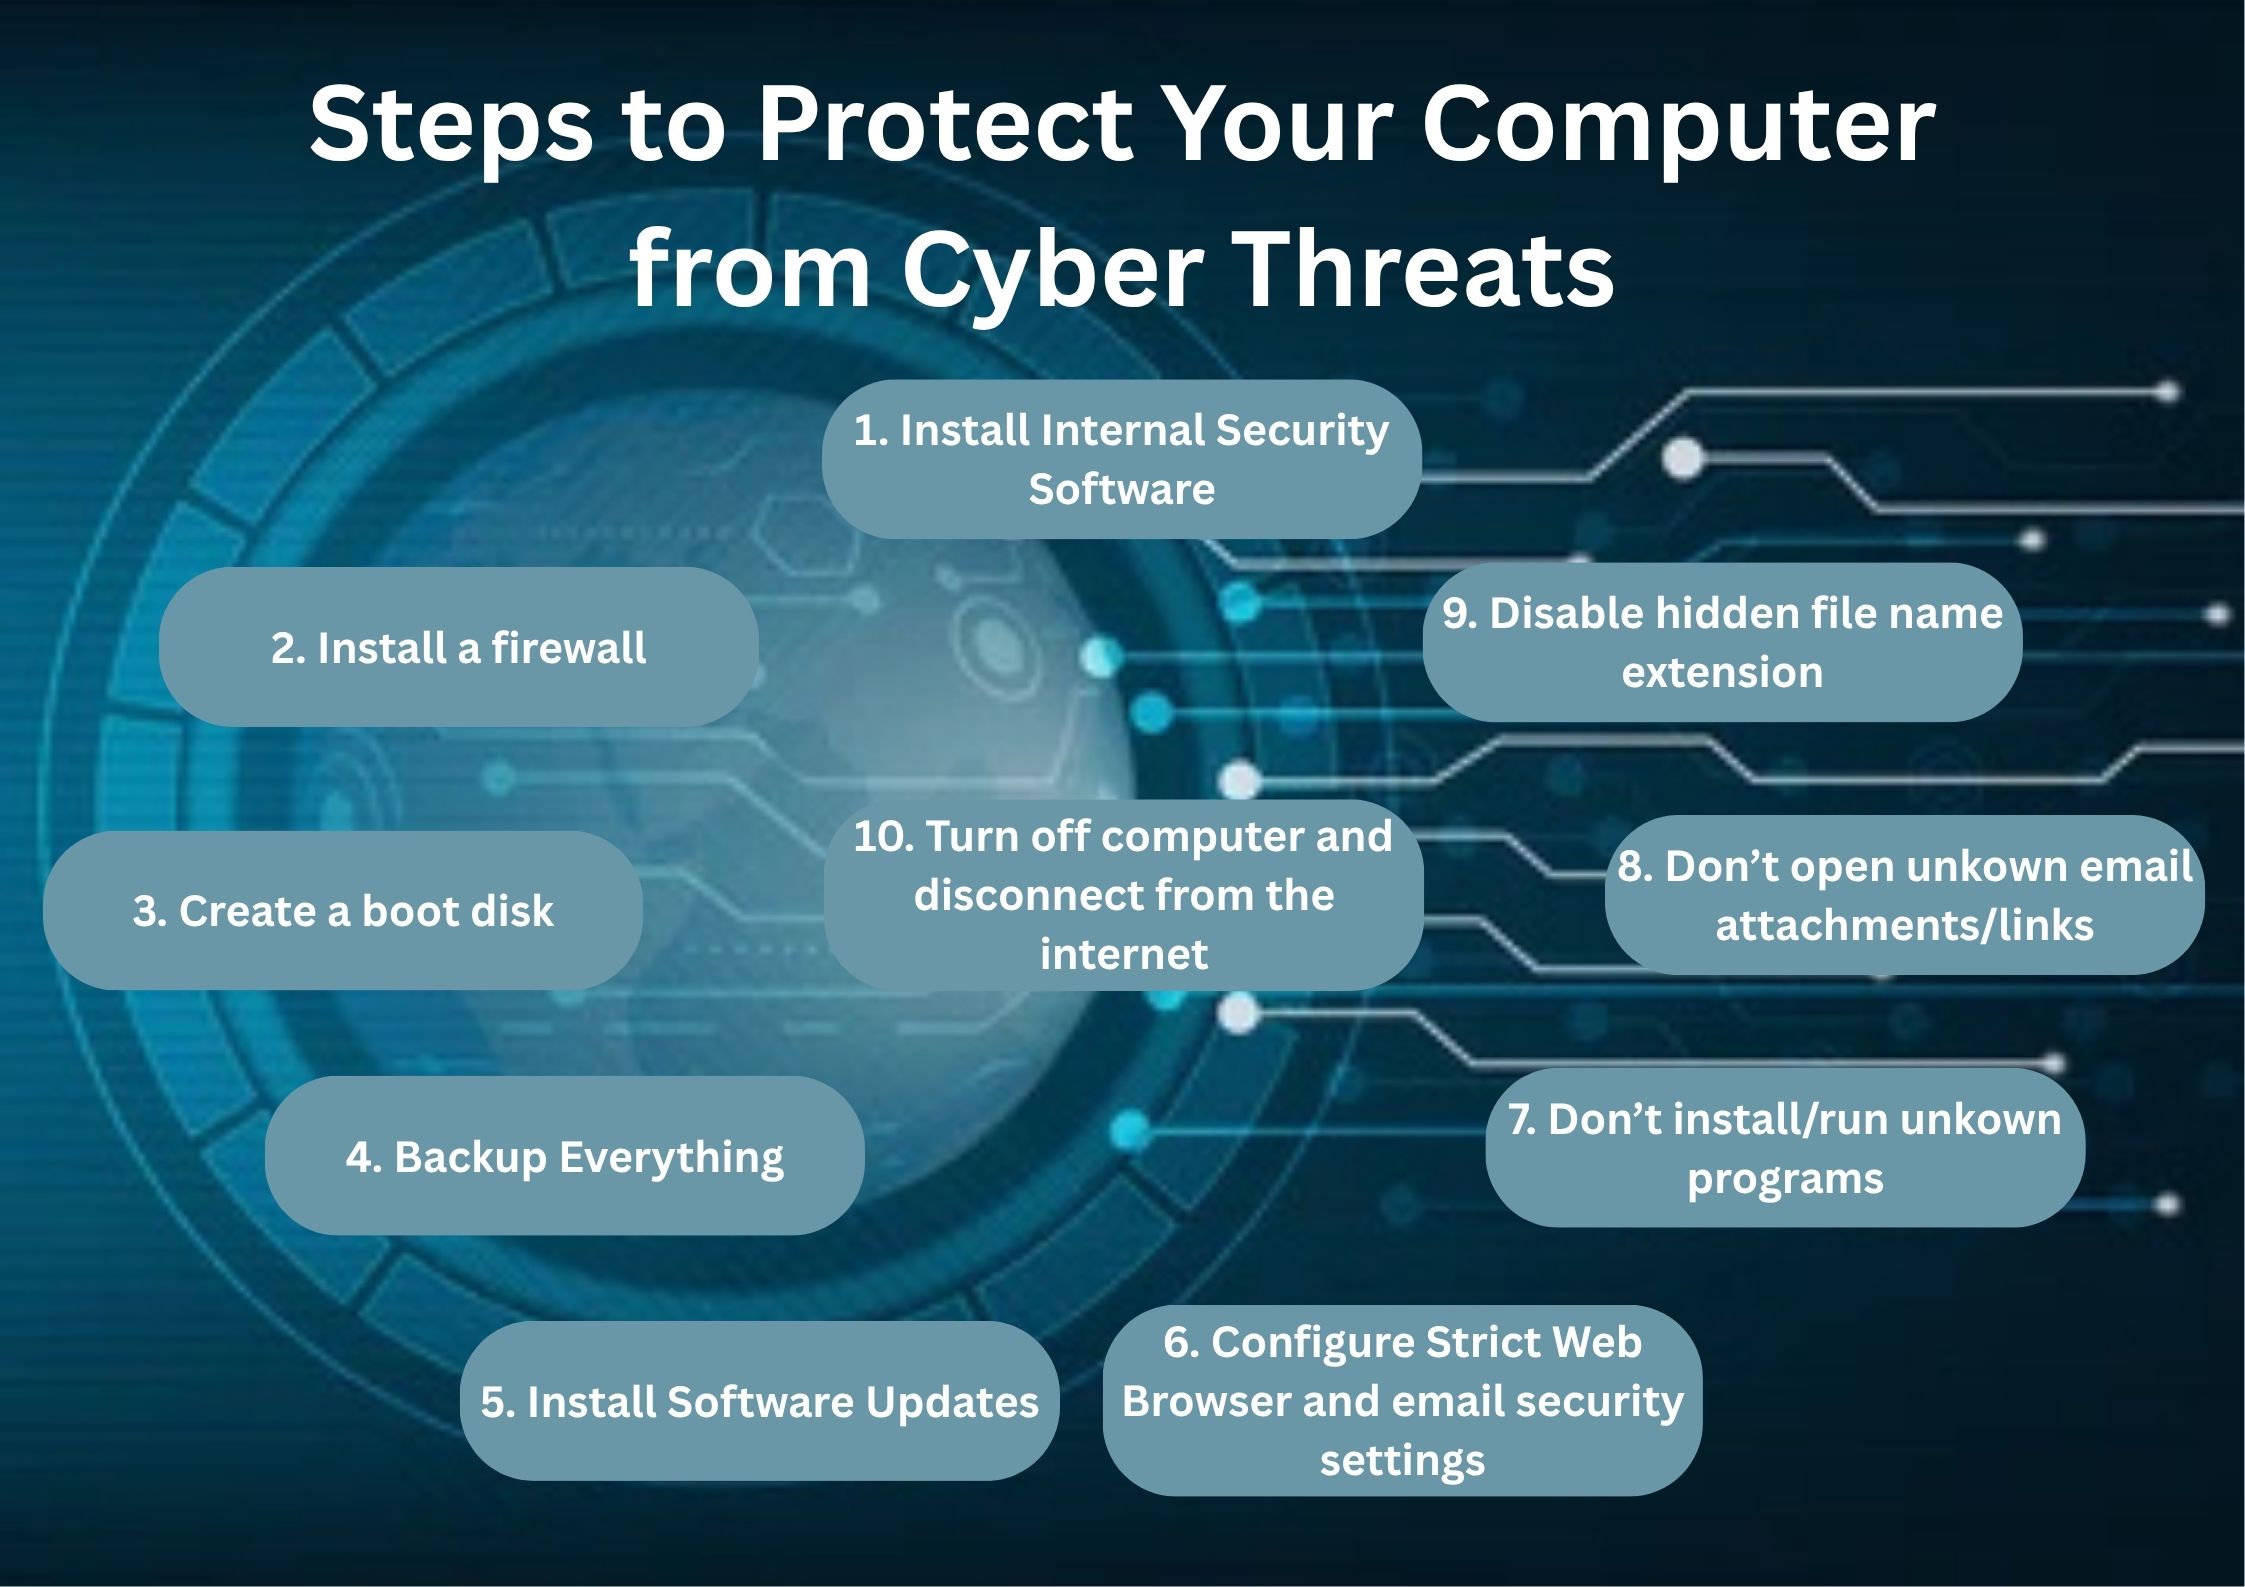 Steps to Protect Your Computer
from Cyber Threats
1. Install Internal Security
Software
2. Install a firewall
3. Create a boot disk
4. Backup Everything
5. Install Software Updates
6. Configure Strict Web
Browser and email security
settings
7. Don’t install/run unkown
programs
8. Don’t open unkown email
attachments/links
9. Disable hidden file name
extension
10. Turn off computer and
disconnect from the
internet